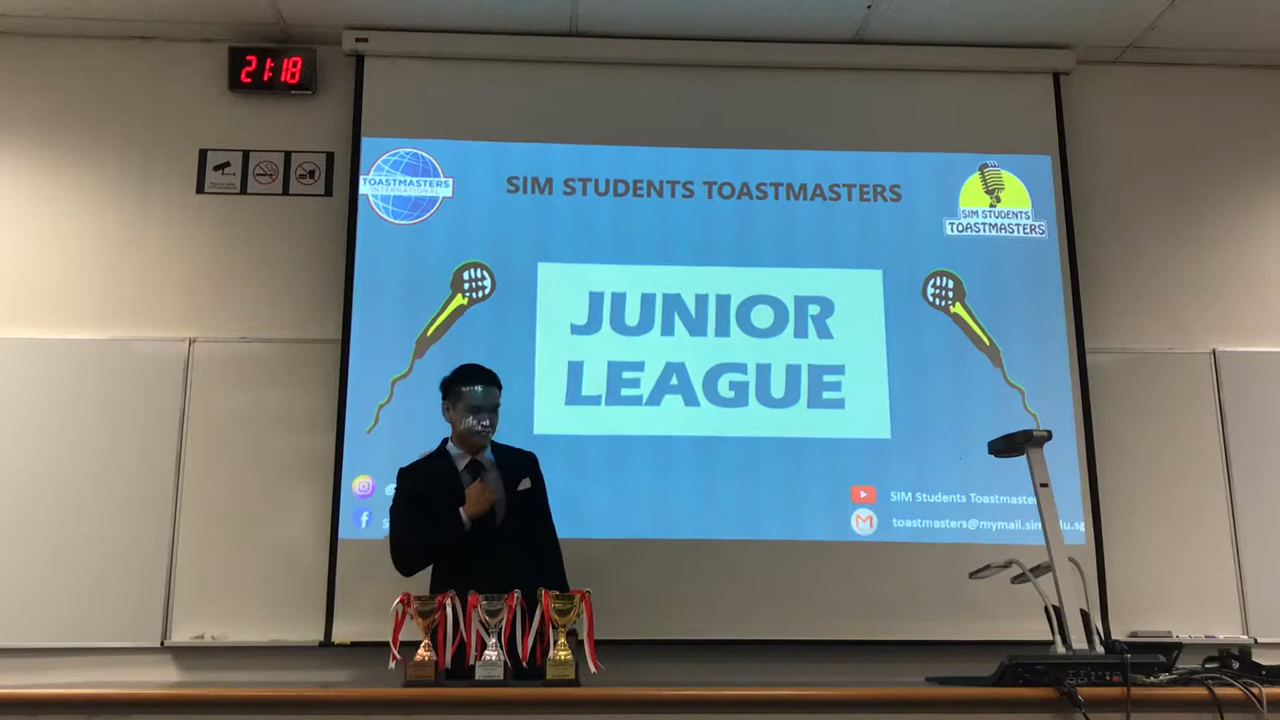 21:18
TOASTMASTERS
INTERNATIONAL
SIM STUDENTS TOASTMASTERS
SIM STUDENTS
TOASTMASTERS
JUNIOR
LEAGUE
SIM Students Toastmaster
toastmasters@mymail.sim.edu.sg